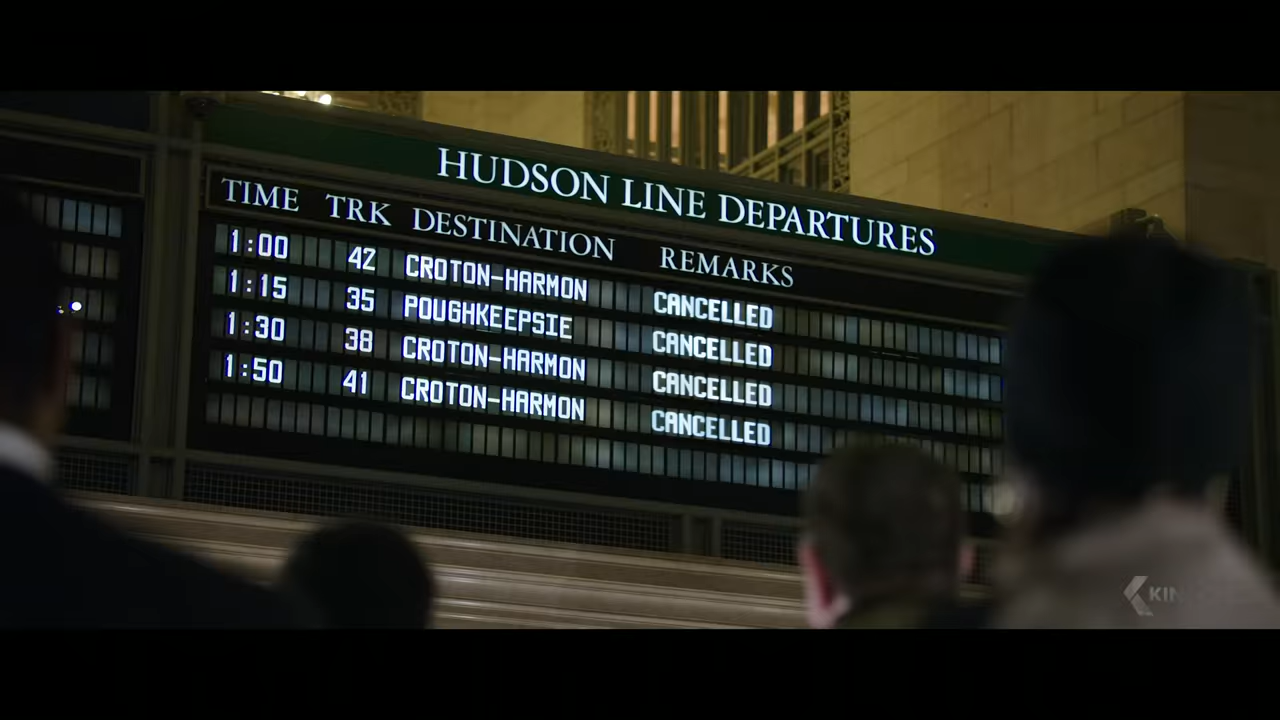 HUDSON LINE DEPARTURES
TIME TRK DESTINATION REMARKS
1:00 42 CROTON-HARMON CANCELLED
1:15 35 POUGHKEEPSIE CANCELLED
1:30 38 CROTON-HARMON CANCELLED
1:50 41 CROTON-HARMON CANCELLED